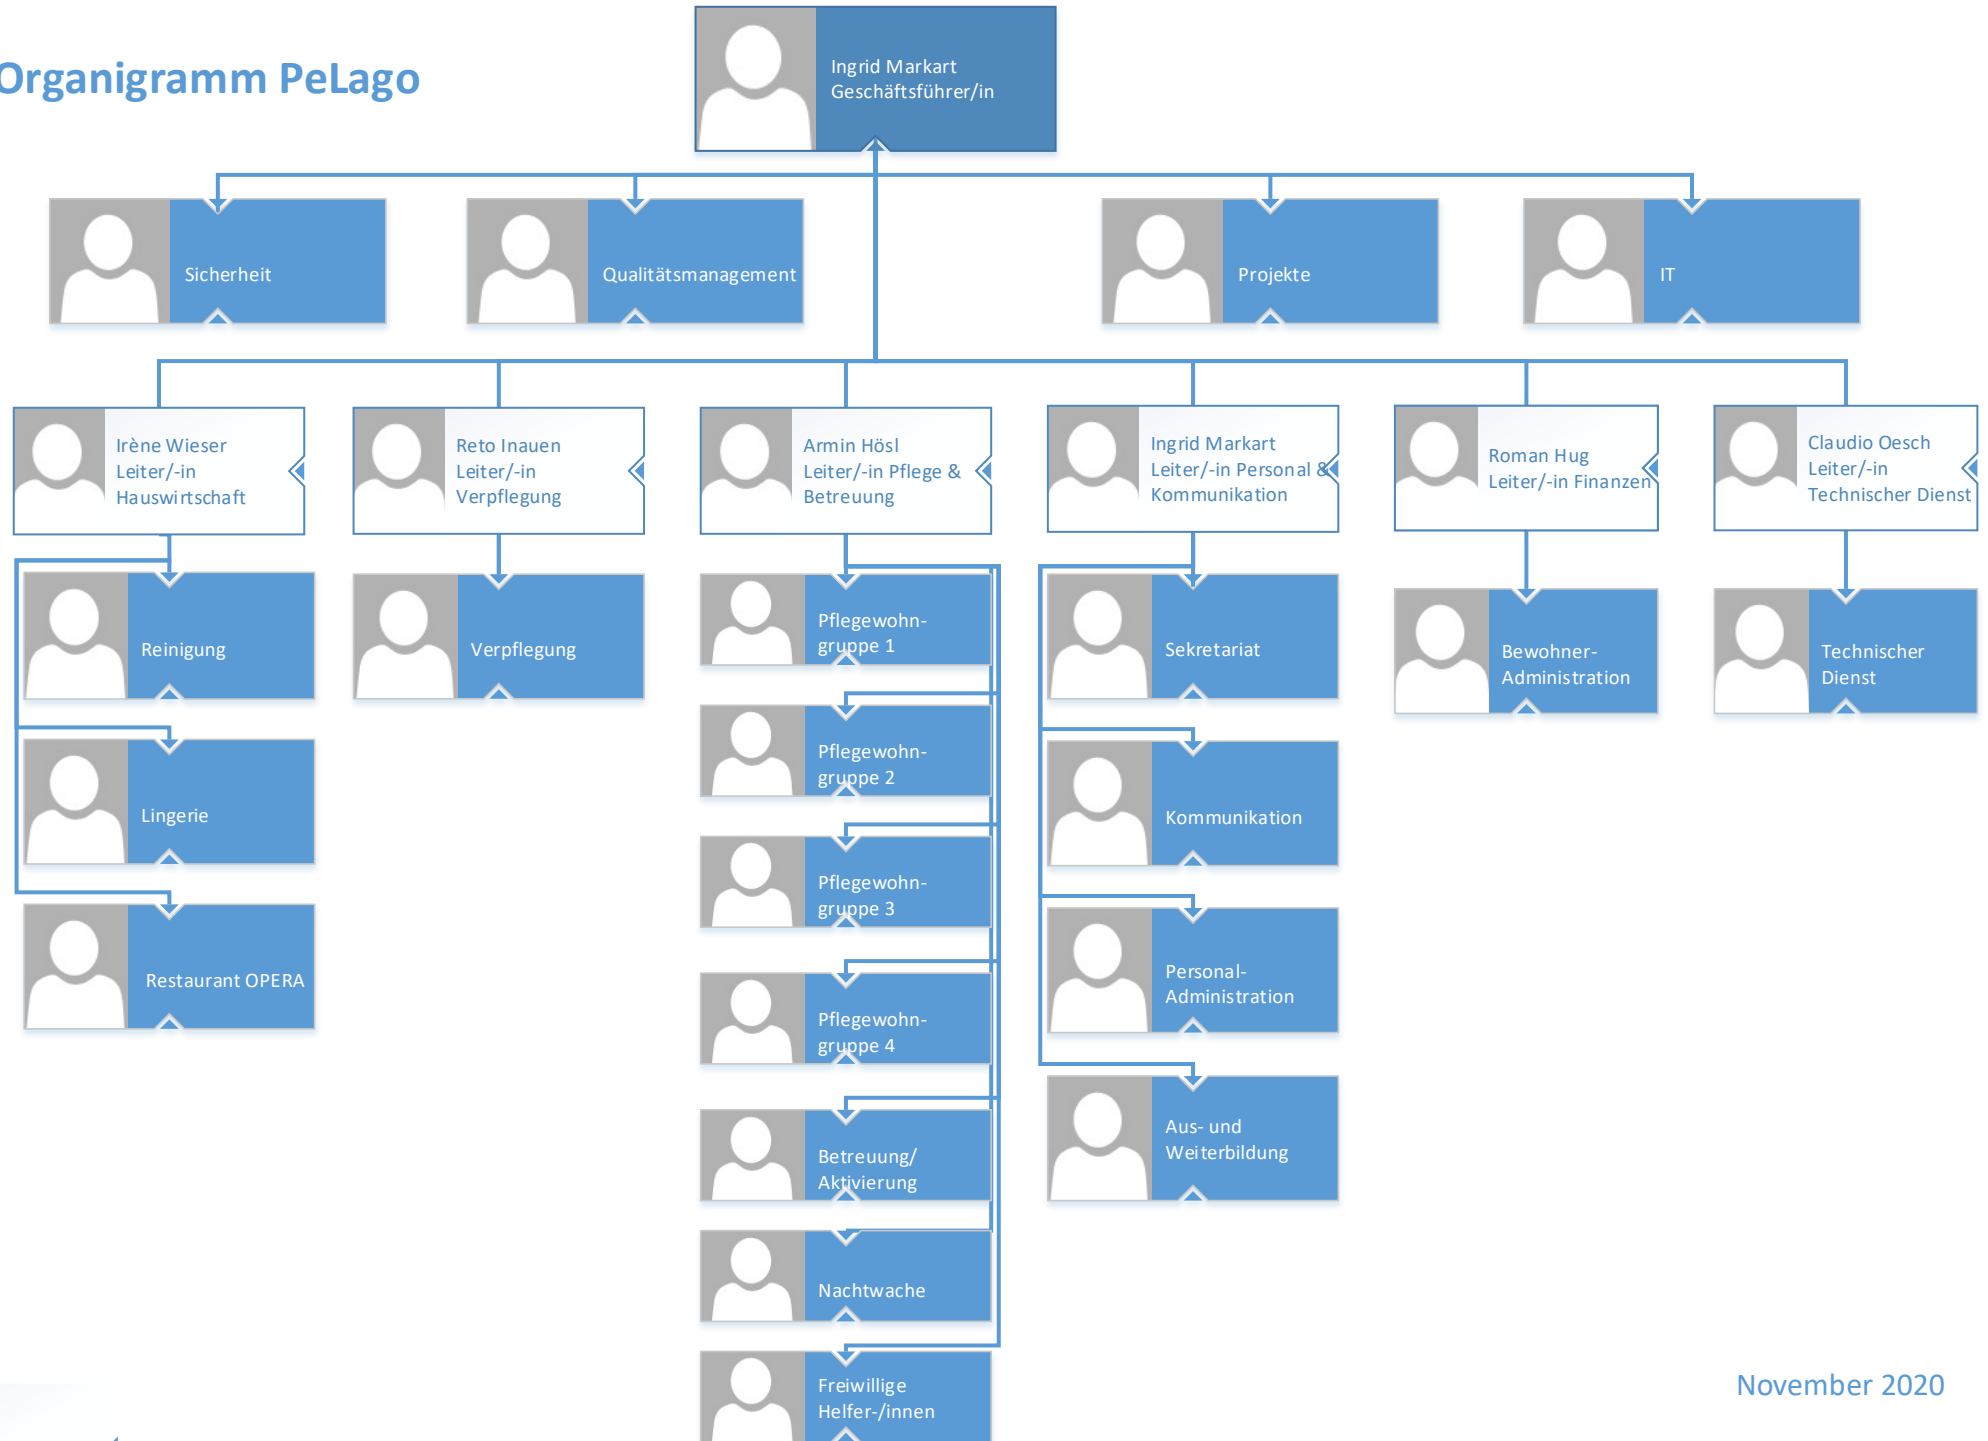 Organigramm PeLago
Ingrid Markart
Geschäftsführer/in
Sicherheit
Qualitätsmanagement
Projekte
IT
Irène Wieser
Leiter/-in
Hauswirtschaft
Reto Inauen
Leiter/-in
Verpflegung
Armin Hösl
Leiter/-in Pflege &
Betreuung
Ingrid Markart
Leiter/-in Personal &
Kommunikation
Roman Hug
Leiter/-in Finanzen
Claudio Oesch
Leiter/-in
Technischer Dienst
Reinigung
Lingerie
Restaurant OPERA
Verpflegung
Pflegewohn-
gruppe 1
Pflegewohn-
gruppe 2
Pflegewohn-
gruppe 3
Pflegewohn-
gruppe 4
Betreuung/
Aktivierung
Nachtwache
Freiwillige
Helfer-/innen
Sekretariat
Kommunikation
Personal-
Administration
Aus- und
Weiterbildung
Bewohner-
Administration
Technischer
Dienst
November 2020